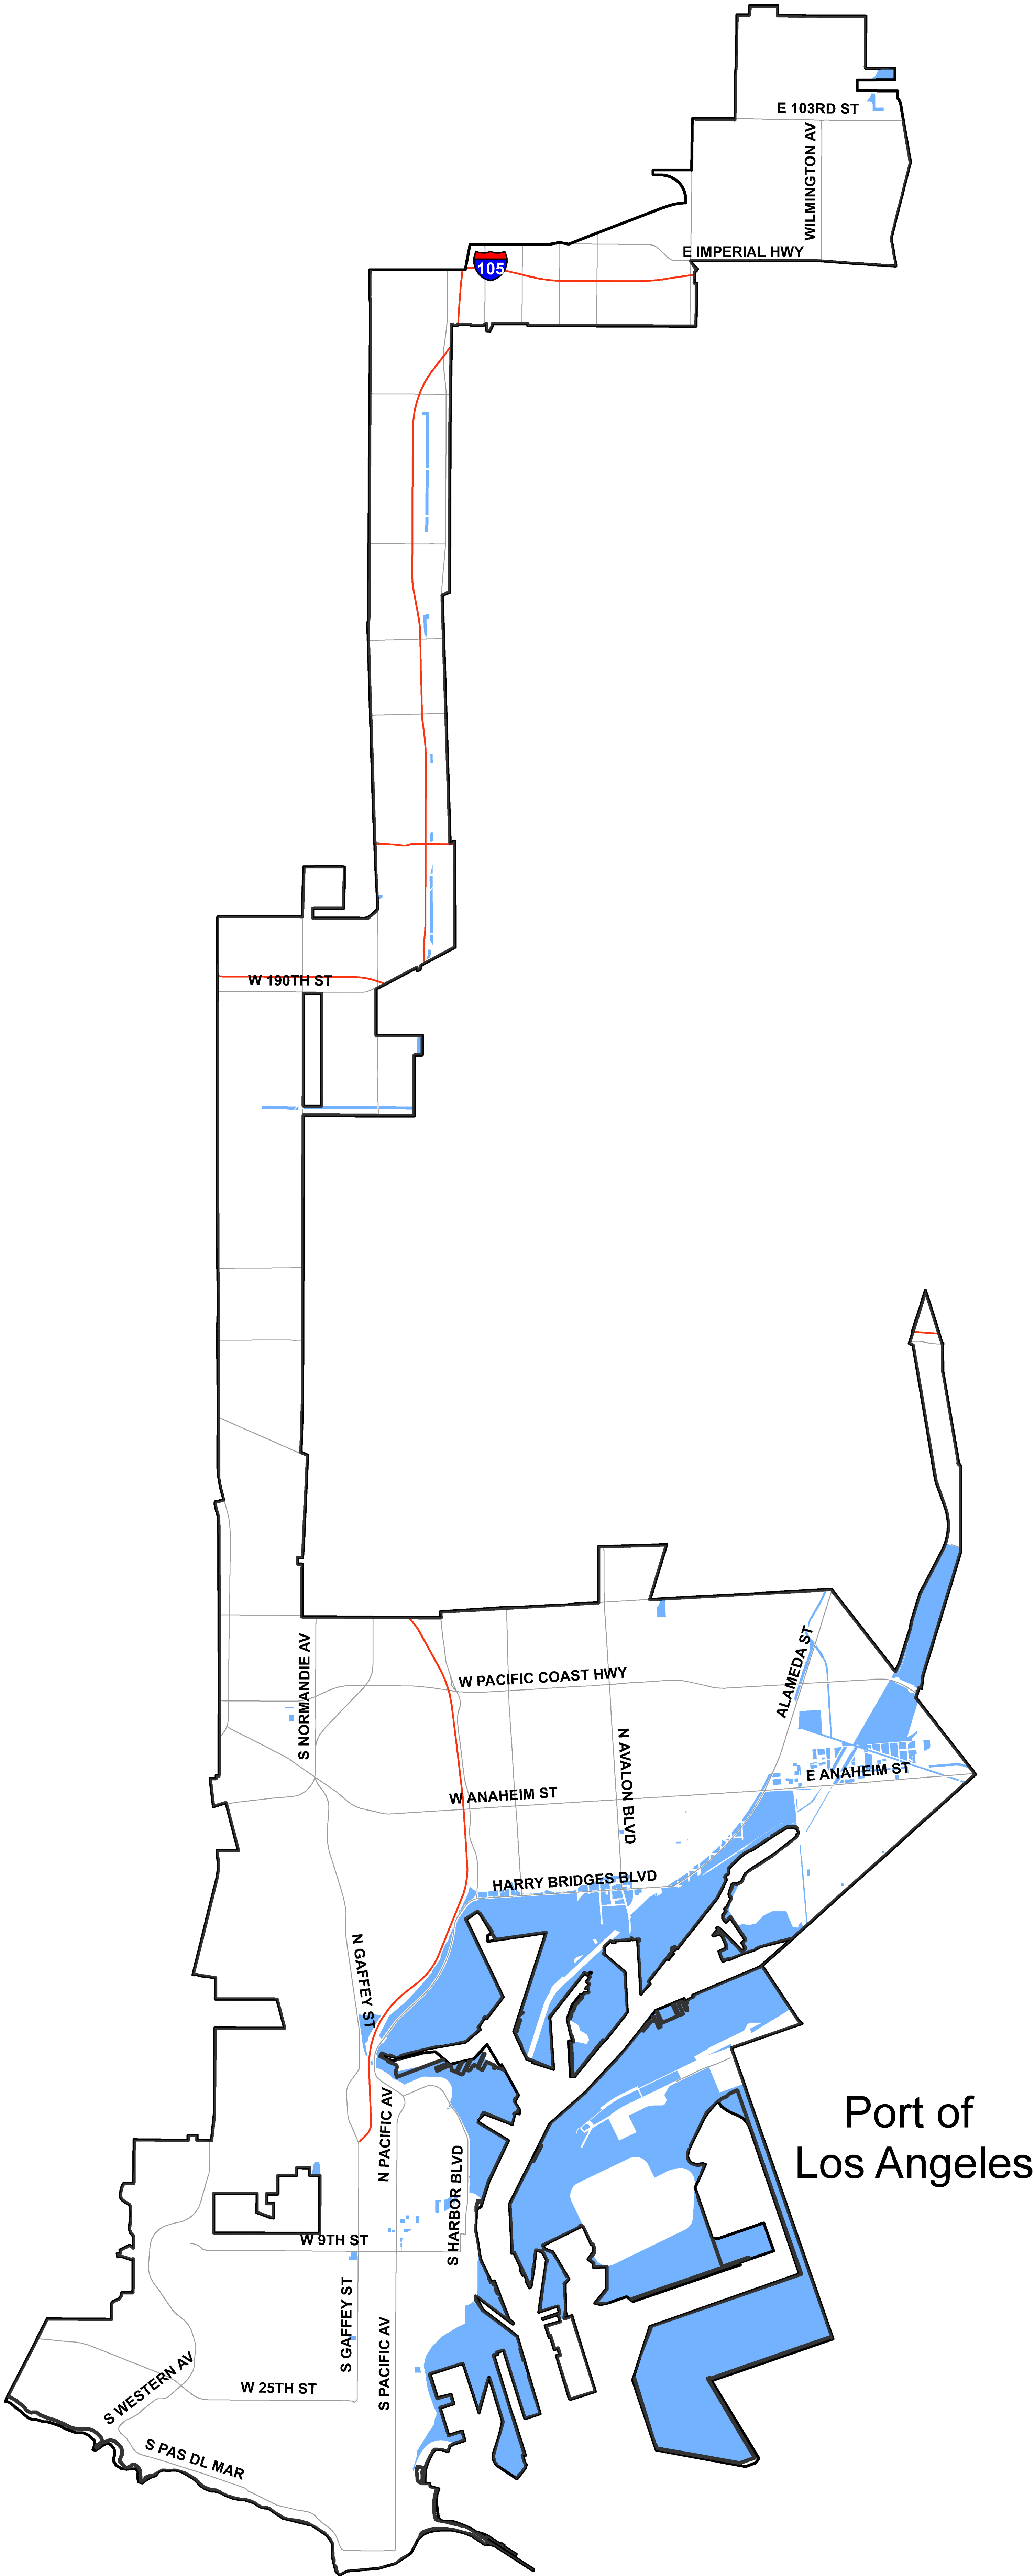 E 103RD ST
WILMINGTON AV
E IMPERIAL HWY
105
W 190TH ST
S NORMANDIE AV
W PACIFIC COAST HWY
ALAMEDA ST
N AVALON BLVD
E ANAHEIM ST
W ANAHEIM ST
HARRY BRIDGES BLVD
N GAFFEY ST
N PACIFIC AV
Port of
Los Angeles
S HARBOR BLVD
W 9TH ST
S GAFFEY ST
S PACIFIC AV
S WESTERN AV
W 25TH ST
S PAS DL MAR